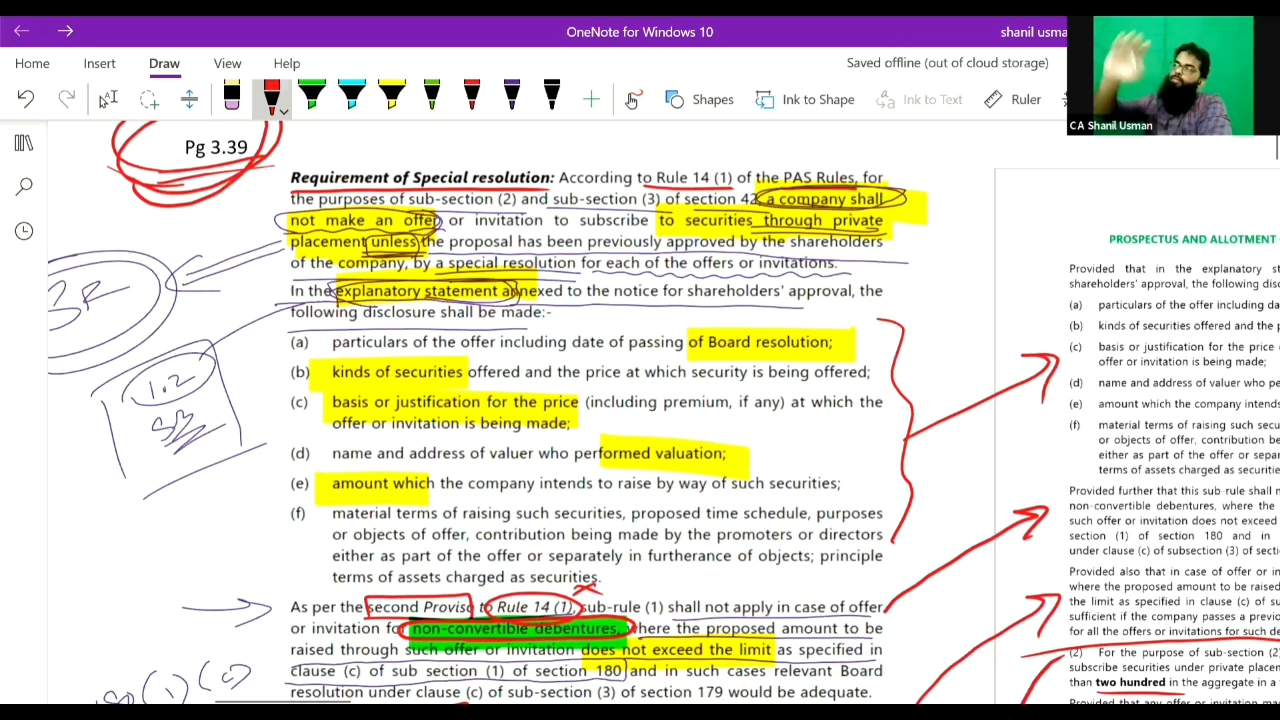 OneNote for Windows 10
shanil usma
Home Insert Draw View Help
Saved offline (out of cloud storage)
Shapes Ink to Shape Ink to Text Ruler
CA Shanil Usman
Pg 3.39
Requirement of Special resolution: According to Rule 14 (1) of the PAS Rules, for
the purposes of sub-section (2) and sub-section (3) of section 42, a company shall
not make an offer or invitation to subscribe to securities through private
placement unless the proposal has been previously approved by the shareholders
of the company, by a special resolution for each of the offers or invitations.
In the explanatory statement annexed to the notice for shareholders' approval, the
following disclosure shall be made:-
(a) particulars of the offer including date of passing of Board resolution;
(b) kinds of securities offered and the price at which security is being offered;
(c) basis or justification for the price (including premium, if any) at which the
offer or invitation is being made;
(d) name and address of valuer who performed valuation;
(e) amount which the company intends to raise by way of such securities;
(f) material terms of raising such securities, proposed time schedule, purposes
or objects of offer, contribution being made by the promoters or directors
either as part of the offer or separately in furtherance of objects; principle
terms of assets charged as securities.
As per the second Proviso to Rule 14 (1), sub-rule (1) shall not apply in case of offer
or invitation for non-convertible debentures, where the proposed amount to be
raised through such offer or invitation does not exceed the limit as specified in
clause (c) of sub section (1) of section 180 and in such cases relevant Board
resolution under clause (c) of sub-section (3) of section 179 would be adequate.
1.2
180 (1) (c)
PROSPECTUS AND ALLOTMENT
Provided that in the explanatory st
shareholders' approval, the following disc
(a) particulars of the offer including da
(b) kinds of securities offered and the p
(c) basis or justification for the price
offer or invitation is being made;
(d) name and address of valuer who pe
(e) amount which the company intends
(f) material terms of raising such secu
or objects of offer, contribution be
either as part of the offer or separ
terms of assets charged as securitie
Provided further that this sub-rule shall n
non-convertible debentures, where the
such offer or invitation does not exceed
section (1) of section 180 and in
under clause (c) of subsection (3) of secti
Provided also that in case of offer or in
where the proposed amount to be raised
the limit as specified in clause (c) of su
sufficient if the company passes a previo
for all the offers or invitations for such de
(2) For the purpose of sub-section (2)
subscribe securities under private placem
than two hundred in the aggregate in a